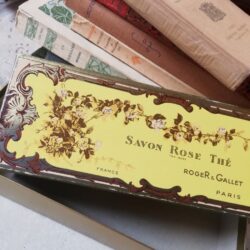 SAVON ROSE THÉ
ROGER & GALLET
FRANCE
PARIS